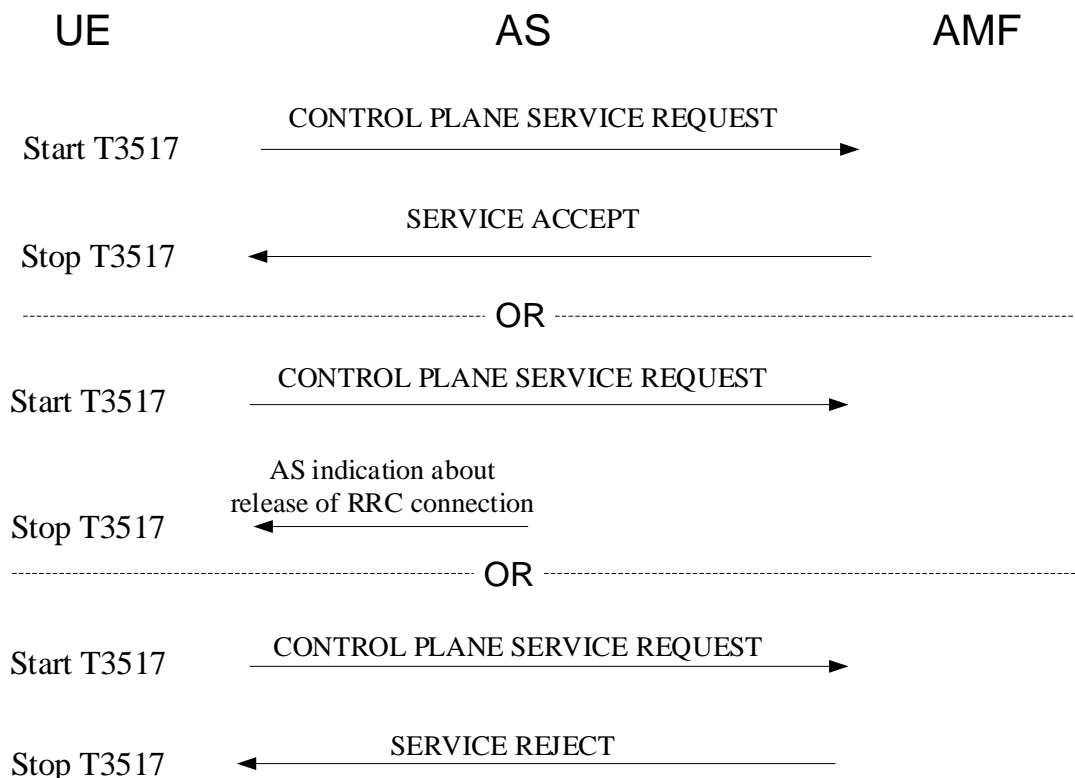 UE AS AMF
CONTROL PLANE SERVICE REQUEST
Start T3517
SERVICE ACCEPT
Stop T3517
OR
CONTROL PLANE SERVICE REQUEST
Start T3517
AS indication about
release of RRC connection
Stop T3517
OR
CONTROL PLANE SERVICE REQUEST
Start T3517
SERVICE REJECT
Stop T3517